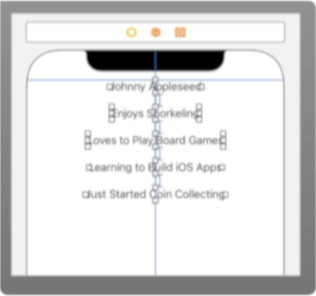 Johnny Appleseed
Enjoys Snorkeling
Loves to Play Board Games
Learning to Build iOS Apps
Just Started Coin Collecting